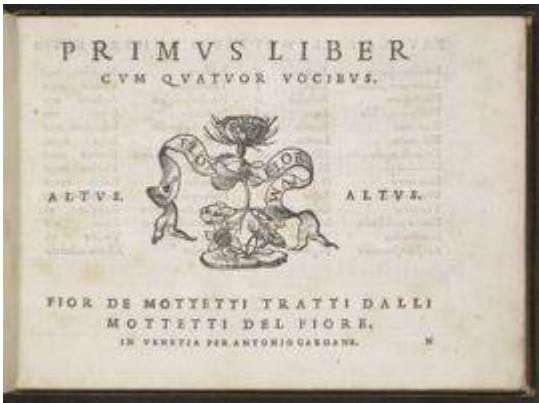 PRIMVS LIBER
CVM QVATVOR VOCIBVS.
ALTVS. ALTVS.
FIOR DE MOTTETTI TRATTI DALLI
MOTTETTI DEL FIORE.
IN VENETIA PER ANTONIO GARDANE. N